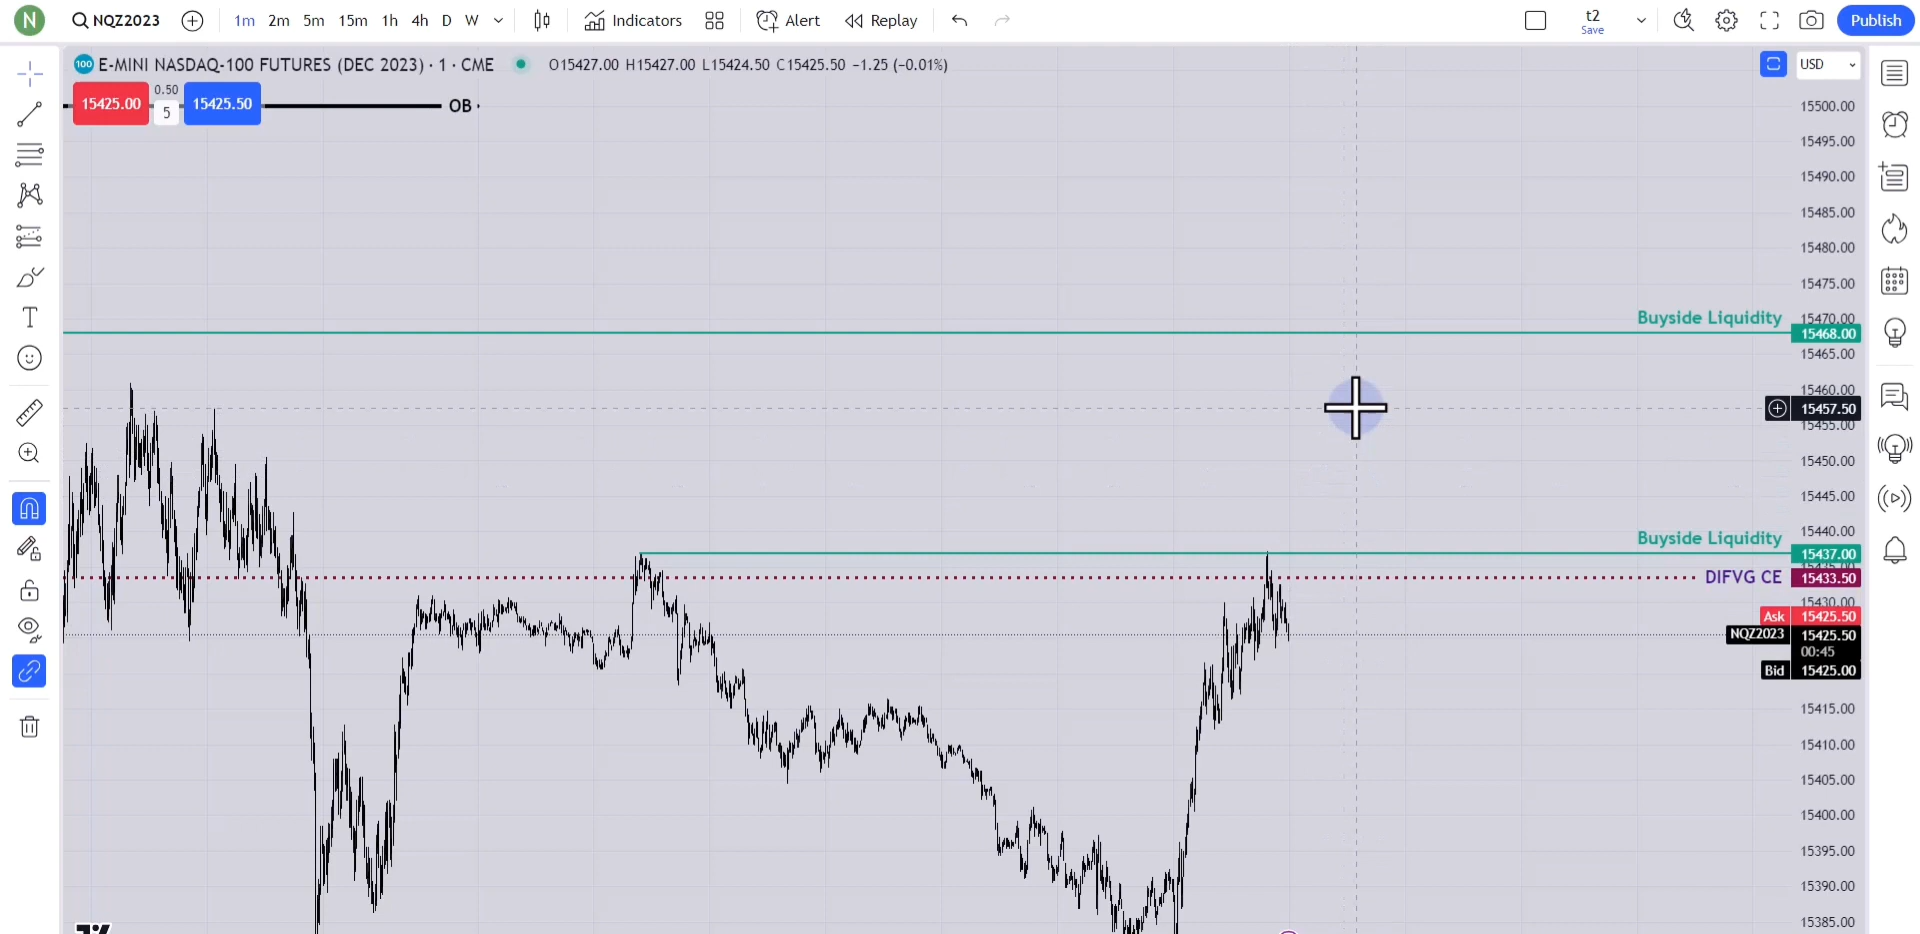 N
NQZ2023
1m 2m 5m 15m 1h 4h D W
Indicators
Alert
Replay
t2
Save
Publish
100 E-MINI NASDAQ-100 FUTURES (DEC 2023) · 1 · CME
O15427.00 H15427.00 L15424.50 C15425.50 −1.25 (−0.01%)
USD
15425.00
0.50
5
15425.50
OB
15500.00
15495.00
15490.00
15485.00
15480.00
15475.00
15470.00
Buyside Liquidity
15468.00
15465.00
15460.00
15457.50
15455.00
15450.00
15445.00
15440.00
Buyside Liquidity
15437.00
15435.00
DIFVG CE 15433.50
15430.00
Ask 15425.50
NQZ2023 15425.50
00:45
Bid 15425.00
15415.00
15410.00
15405.00
15400.00
15395.00
15390.00
15385.00